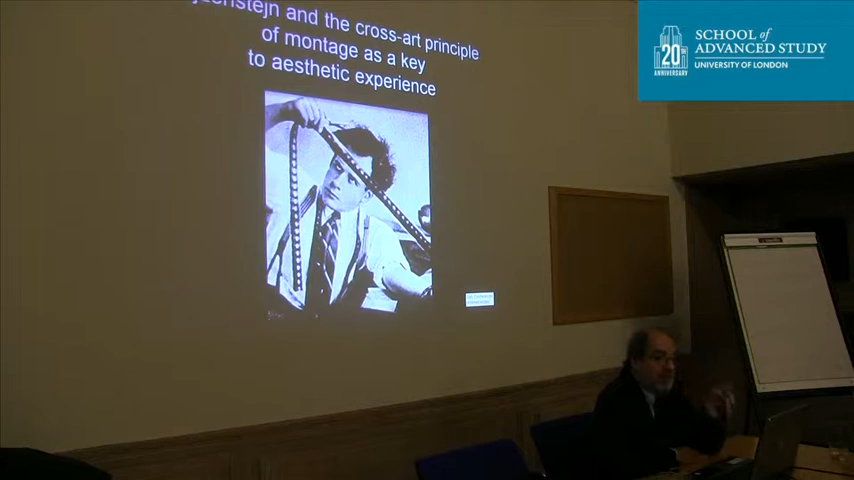 and the cross-art principle
of montage as a key
to aesthetic experience
SCHOOL of
ADVANCED STUDY
UNIVERSITY OF LONDON
20
ANNIVERSARY